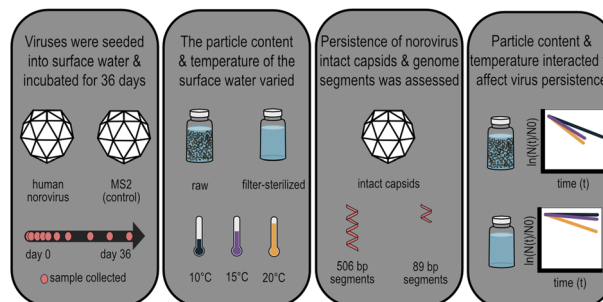 Viruses were seeded
into surface water &
incubated for 36 days
human
norovirus
MS2
(control)
day 0
day 36
sample collected
The particle content
& temperature of the
surface water varied
raw
filter-sterilized
10°C
15°C
20°C
Persistence of norovirus
intact capsids & genome
segments was assessed
intact capsids
506 bp
segments
89 bp
segments
Particle content &
temperature interacted
affect virus persistence
ln(N(t)/N0)
time (t)
ln(N(t)/N0)
time (t)